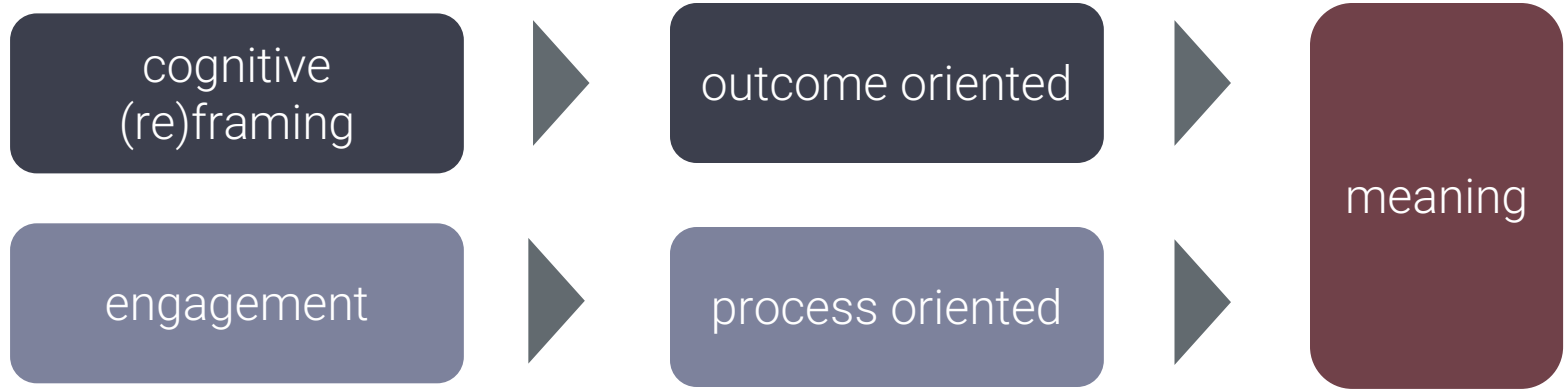 cognitive
(re)framing
outcome oriented
meaning
engagement
process oriented